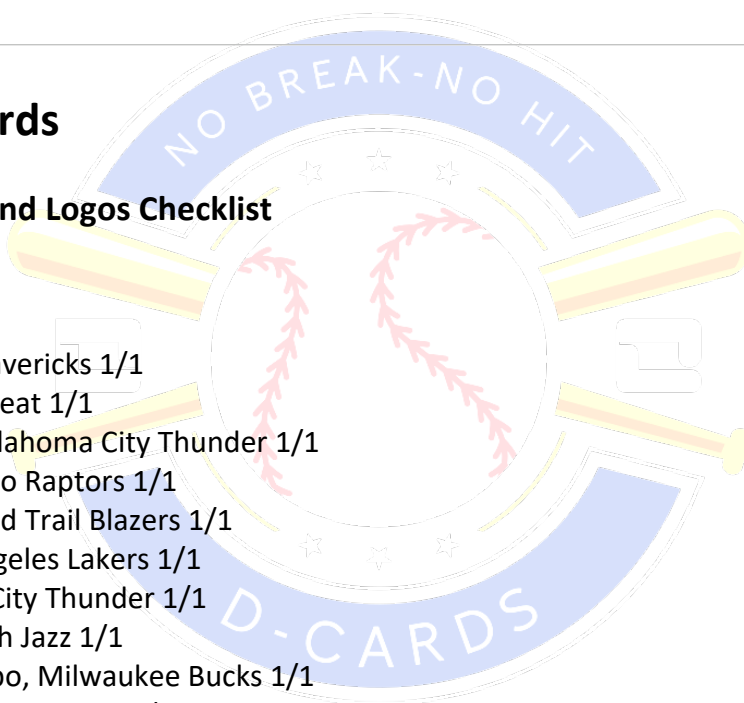 NO BREAK-NO HIT
rds
nd Logos Checklist
vericks 1/1
eat 1/1
lahoma City Thunder 1/1
o Raptors 1/1
d Trail Blazers 1/1
geles Lakers 1/1
City Thunder 1/1
h Jazz 1/1
oo, Milwaukee Bucks 1/1
D-CARDS